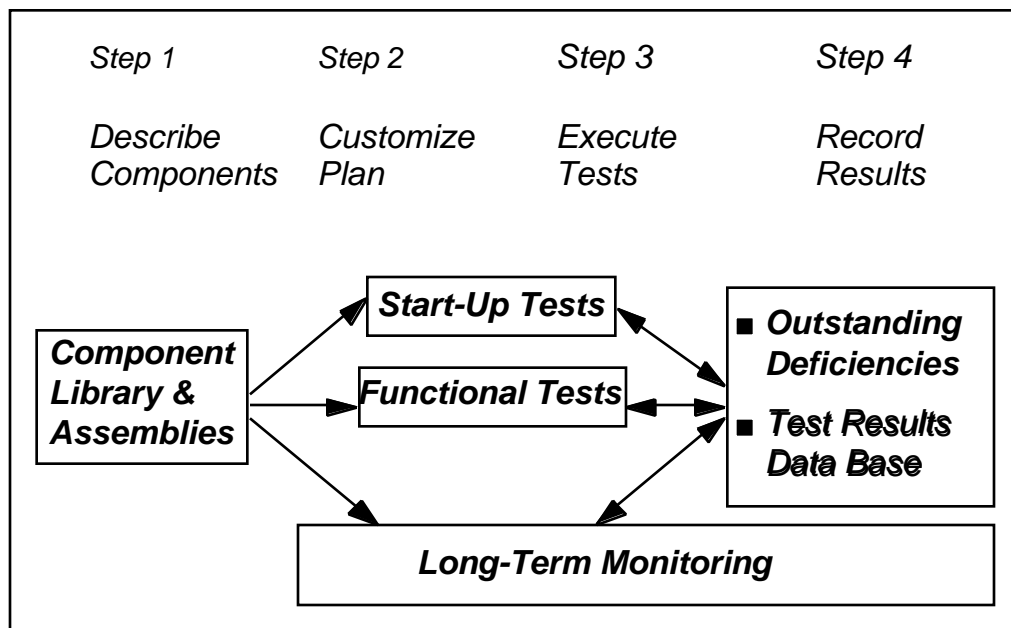 Step 1
Step 2
Step 3
Step 4
Describe
Components
Customize
Plan
Execute
Tests
Record
Results
Start-Up Tests
Component
Library &
Assemblies
Functional Tests
■ Outstanding
Deficiencies
■ Test Results
Data Base
Long-Term Monitoring